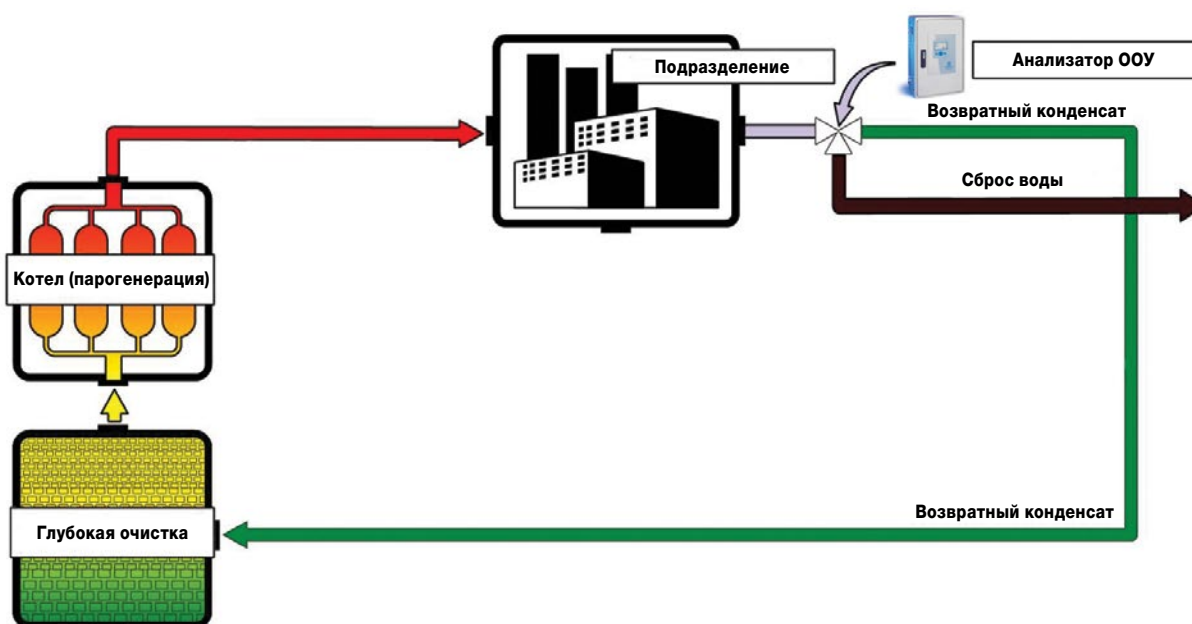 Подразделение
Анализатор ООУ
Возвратный конденсат
Сброс воды
Котел (парогенерация)
Возвратный конденсат
Глубокая очистка